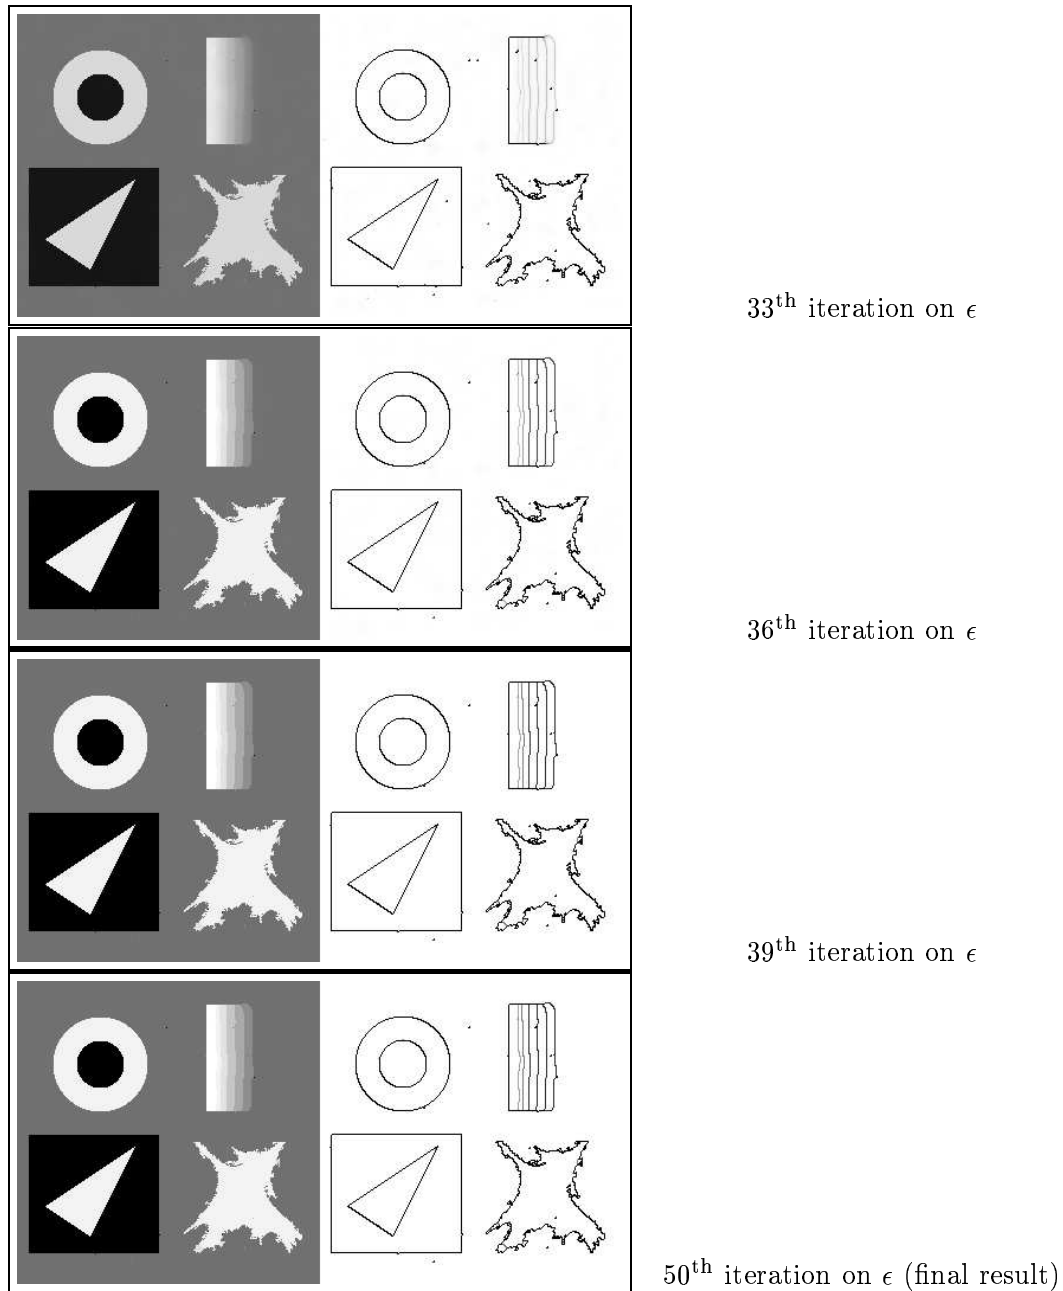 33th iteration on ϵ
36th iteration on ϵ
39th iteration on ϵ
50th iteration on ϵ (final result)